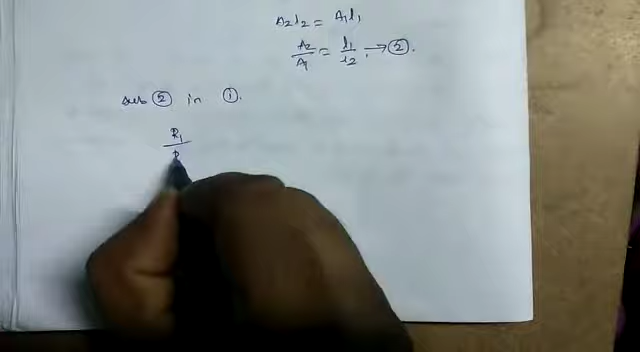 A₂l₂ = A₁l₁
A₂/A₁ = l₁/l₂ → ②.
sub ② in ①.
R₁
R